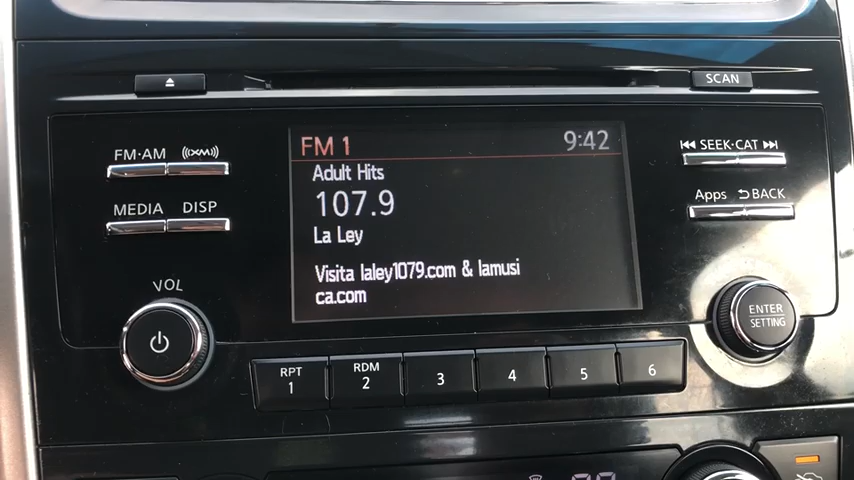 SCAN
FM 1 9:42
Adult Hits
107.9
La Ley
Visita laley1079.com & lamusi
ca.com
FM·AM ((XM))
MEDIA DISP
VOL
SEEK·CAT
Apps BACK
ENTER
SETTING
RPT
1
RDM
2
3
4
5
6